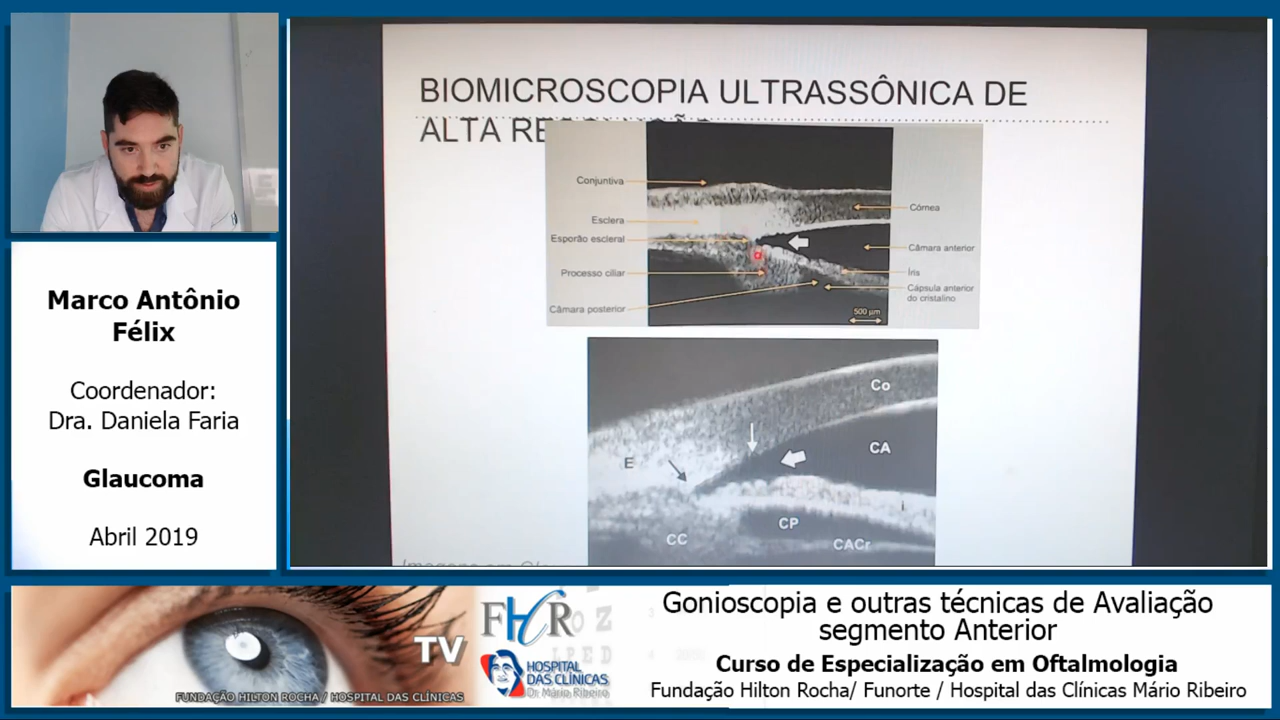 BIOMICROSCOPIA ULTRASSÔNICA DE
ALTA RE
Conjuntiva
Esclera
Esporão escleral
Processo ciliar
Câmara posterior
Córnea
Câmara anterior
Íris
Cápsula anterior
do cristalino
500 µm
Co
CA
E
I
CP
CC
CACr
Marco Antônio
Félix
Coordenador:
Dra. Daniela Faria
Glaucoma
Abril 2019
TV
FUNDAÇÃO HILTON ROCHA / HOSPITAL DAS CLÍNICAS
FHCR
HOSPITAL
DAS CLÍNICAS
Dr. Mário Ribeiro
Gonioscopia e outras técnicas de Avaliação
segmento Anterior
Curso de Especialização em Oftalmologia
Fundação Hilton Rocha/ Funorte / Hospital das Clínicas Mário Ribeiro